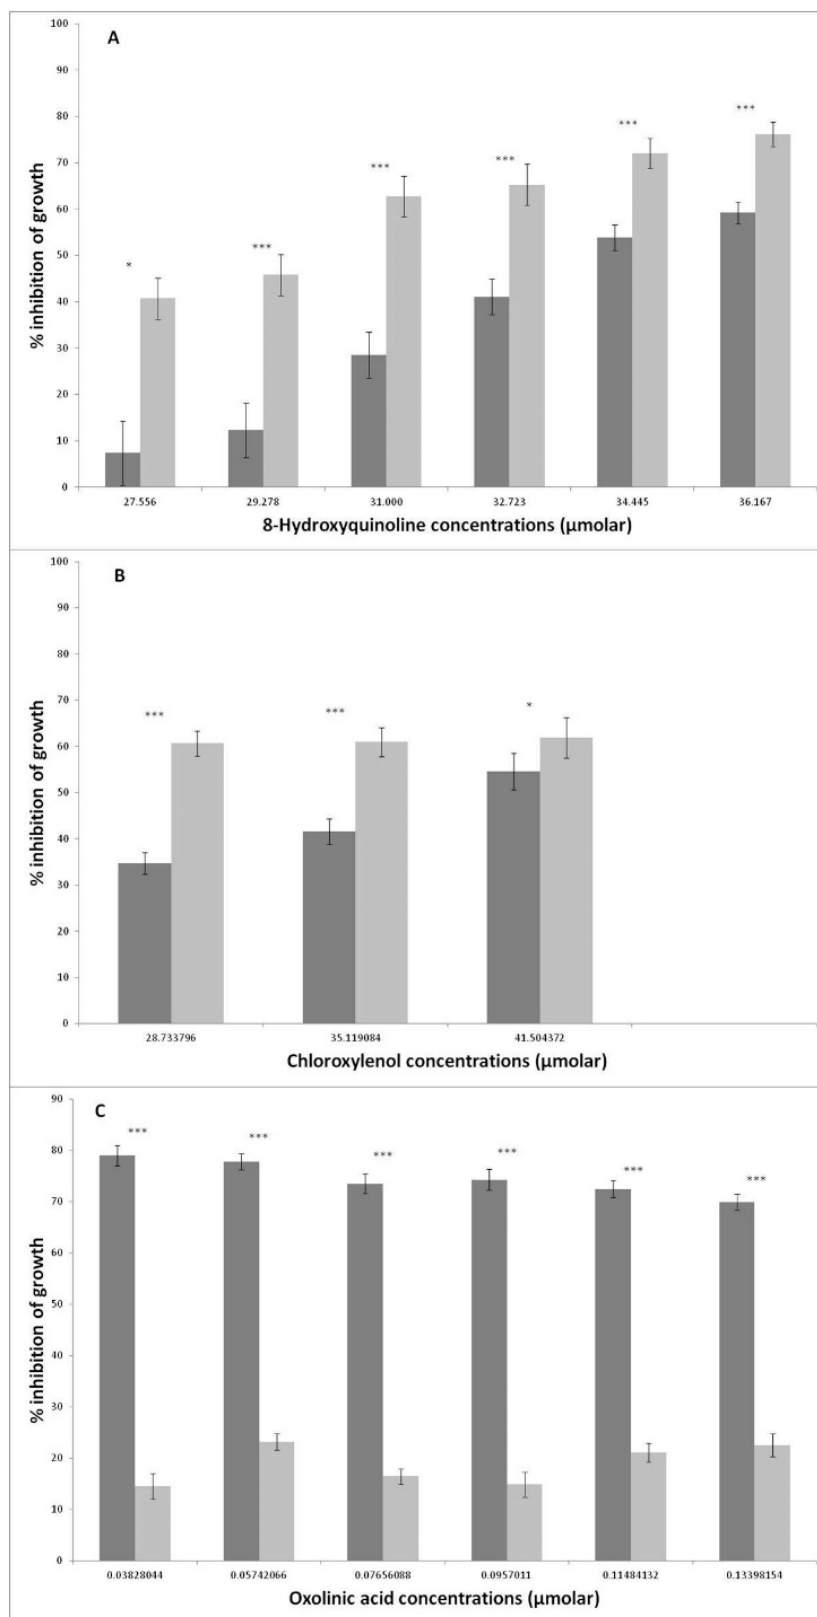 A
100
90
80
70
60
50
40
30
20
10
0
% inhibition of growth
* *** *** *** *** ***
27.556 29.278 31.000 32.723 34.445 36.167
8-Hydroxyquinoline concentrations (µmolar)
B
100
90
80
70
60
50
40
30
20
10
0
% inhibition of growth
*** *** *
28.733796 35.119084 41.504372
Chloroxylenol concentrations (µmolar)
C
90
80
70
60
50
40
30
20
10
0
% inhibition of growth
*** *** *** *** *** ***
0.03828044 0.05742066 0.07656088 0.0957011 0.11484132 0.13398154
Oxolinic acid concentrations (µmolar)